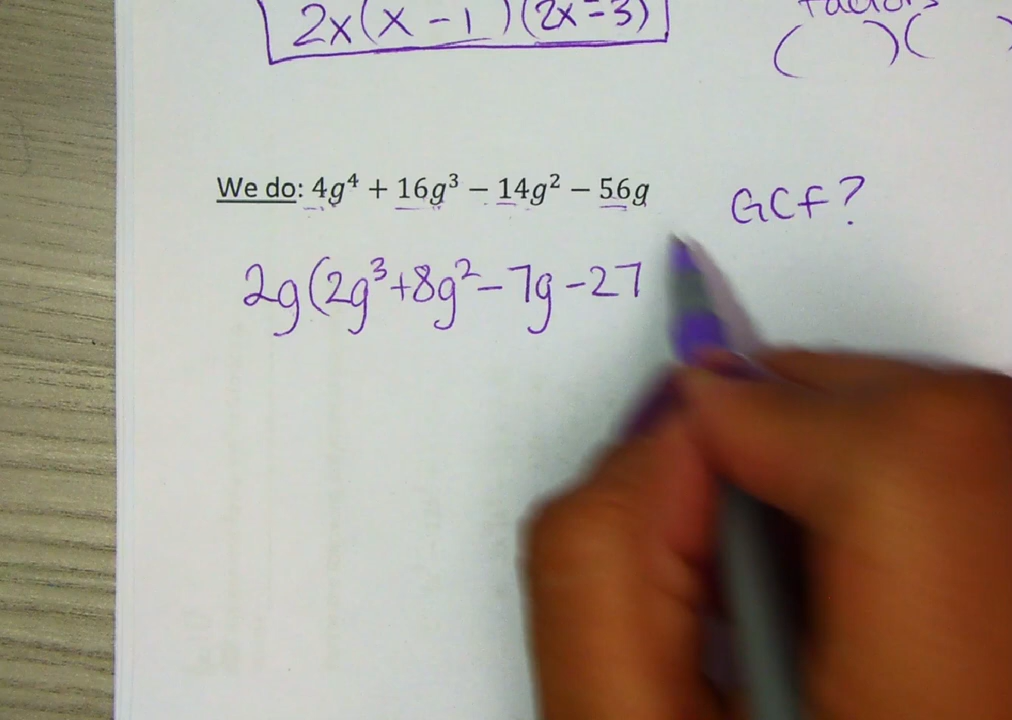 2x(x - 1)(2x - 3)
( )(
We do: 4g⁴ + 16g³ − 14g² − 56g
GCF?
2g(2g³+8g²-7g-27